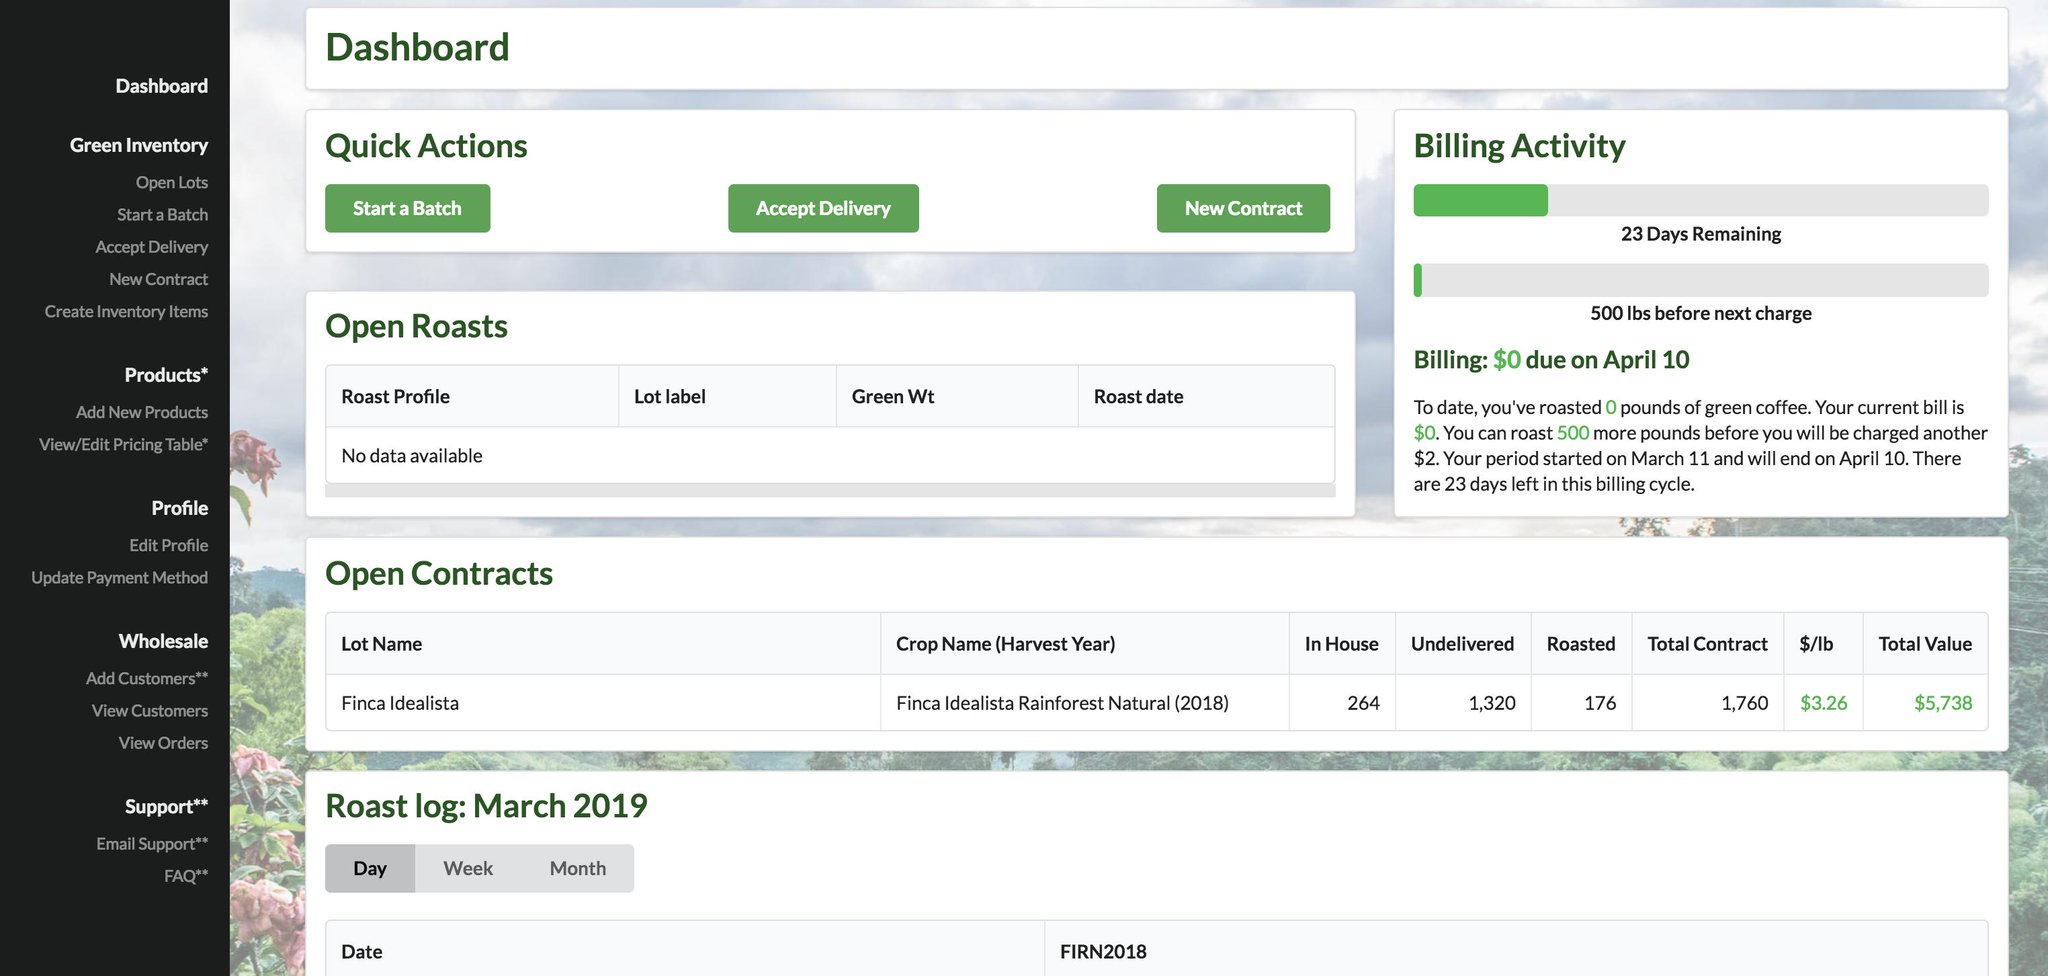 Dashboard
Green Inventory
Open Lots
Start a Batch
Accept Delivery
New Contract
Create Inventory Items
Products*
Add New Products
View/Edit Pricing Table*
Profile
Edit Profile
Update Payment Method
Wholesale
Add Customers**
View Customers
View Orders
Support**
Email Support**
FAQ**
Dashboard
Quick Actions
Start a Batch Accept Delivery New Contract
Open Roasts
Roast Profile Lot label Green Wt Roast date
No data available
Billing Activity
23 Days Remaining
500 lbs before next charge
Billing: $0 due on April 10
To date, you've roasted 0 pounds of green coffee. Your current bill is
$0. You can roast 500 more pounds before you will be charged another
$2. Your period started on March 11 and will end on April 10. There
are 23 days left in this billing cycle.
Open Contracts
Lot Name Crop Name (Harvest Year) In House Undelivered Roasted Total Contract $/lb Total Value
Finca Idealista Finca Idealista Rainforest Natural (2018) 264 1,320 176 1,760 $3.26 $5,738
Roast log: March 2019
Day Week Month
Date FIRN2018